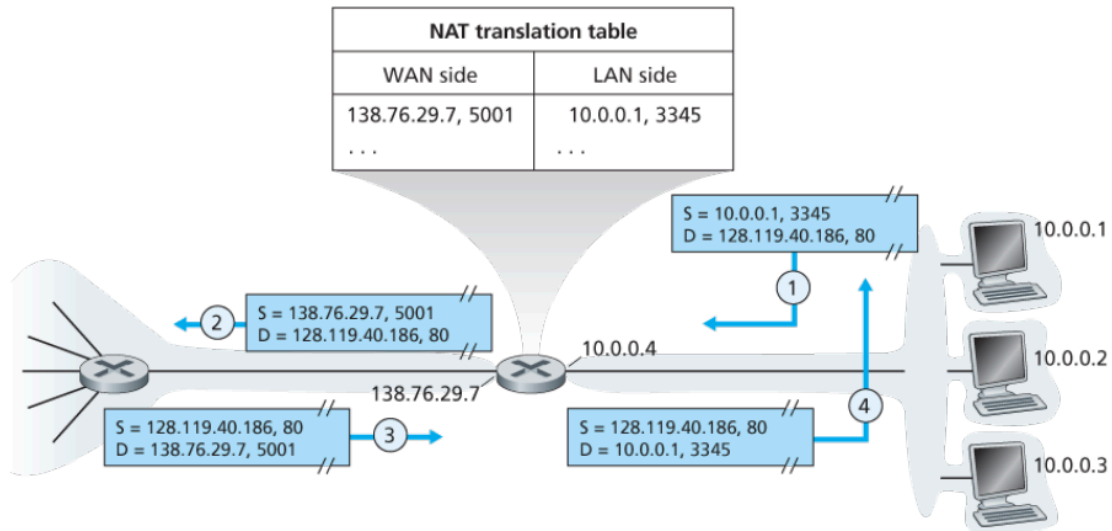 NAT translation table
WAN side
LAN side
138.76.29.7, 5001
10.0.0.1, 3345
. . .
. . .
S = 10.0.0.1, 3345
D = 128.119.40.186, 80
10.0.0.1
1
S = 138.76.29.7, 5001
D = 128.119.40.186, 80
2
10.0.0.4
10.0.0.2
138.76.29.7
S = 128.119.40.186, 80
D = 138.76.29.7, 5001
3
S = 128.119.40.186, 80
D = 10.0.0.1, 3345
4
10.0.0.3